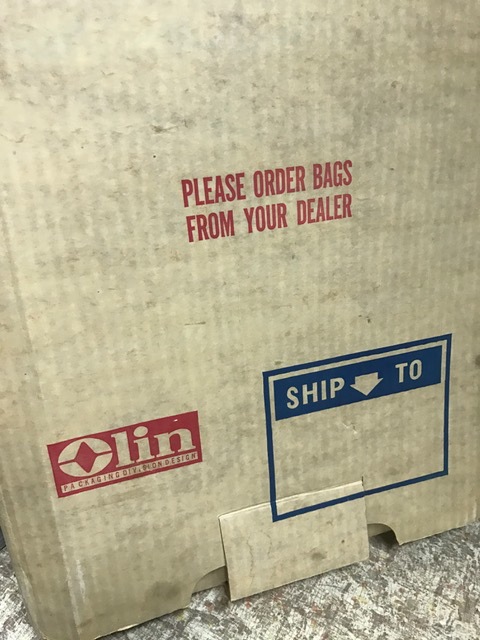 PLEASE ORDER BAGS
FROM YOUR DEALER
SHIP TO
Olin
PACKAGING DIVISION DESIGN